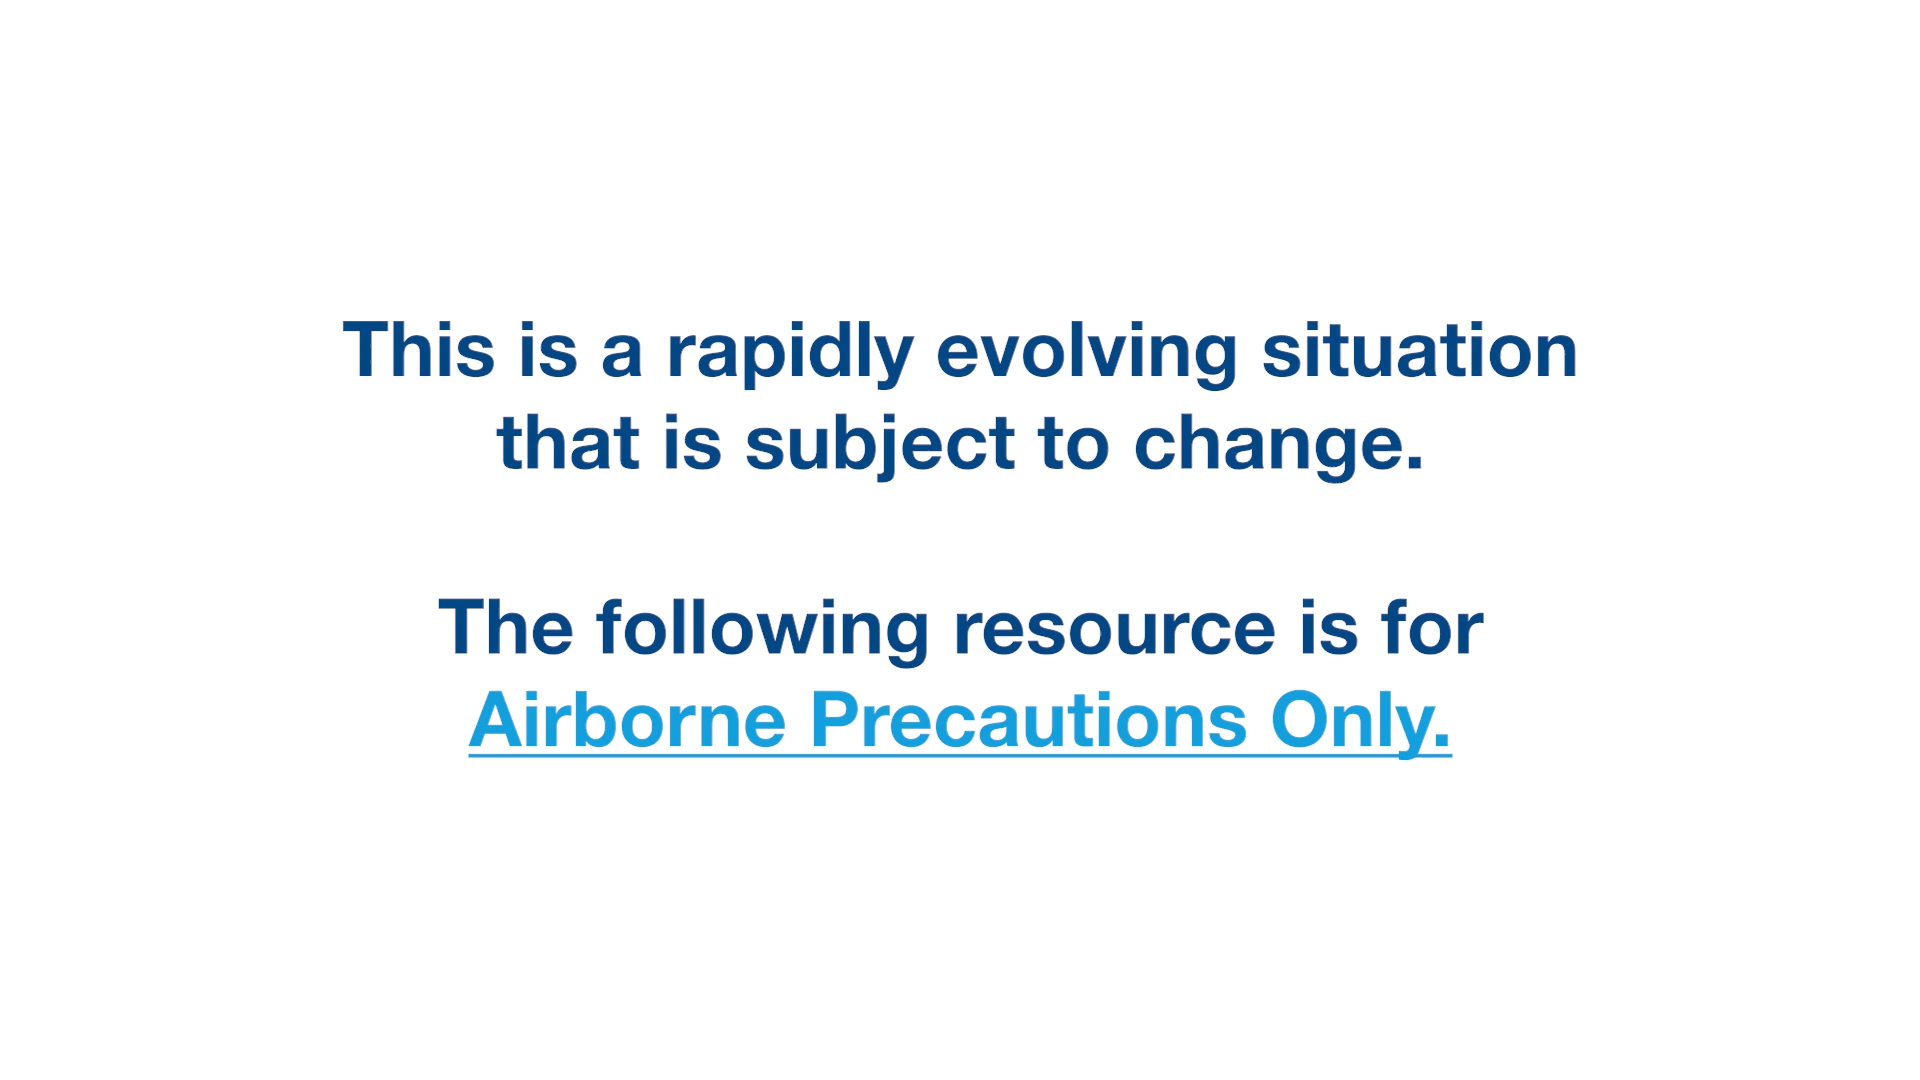 This is a rapidly evolving situation
that is subject to change.
The following resource is for
Airborne Precautions Only.